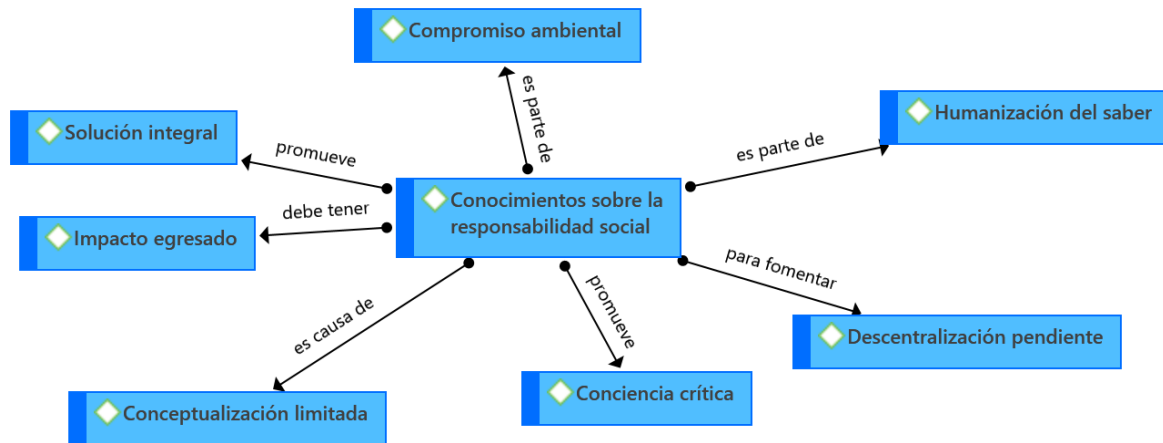 Compromiso ambiental
es parte de
Humanización del saber
es parte de
Solución integral
promueve
Conocimientos sobre la
responsabilidad social
debe tener
Impacto egresado
para fomentar
Descentralización pendiente
es causa de
promueve
Conceptualización limitada
Conciencia crítica